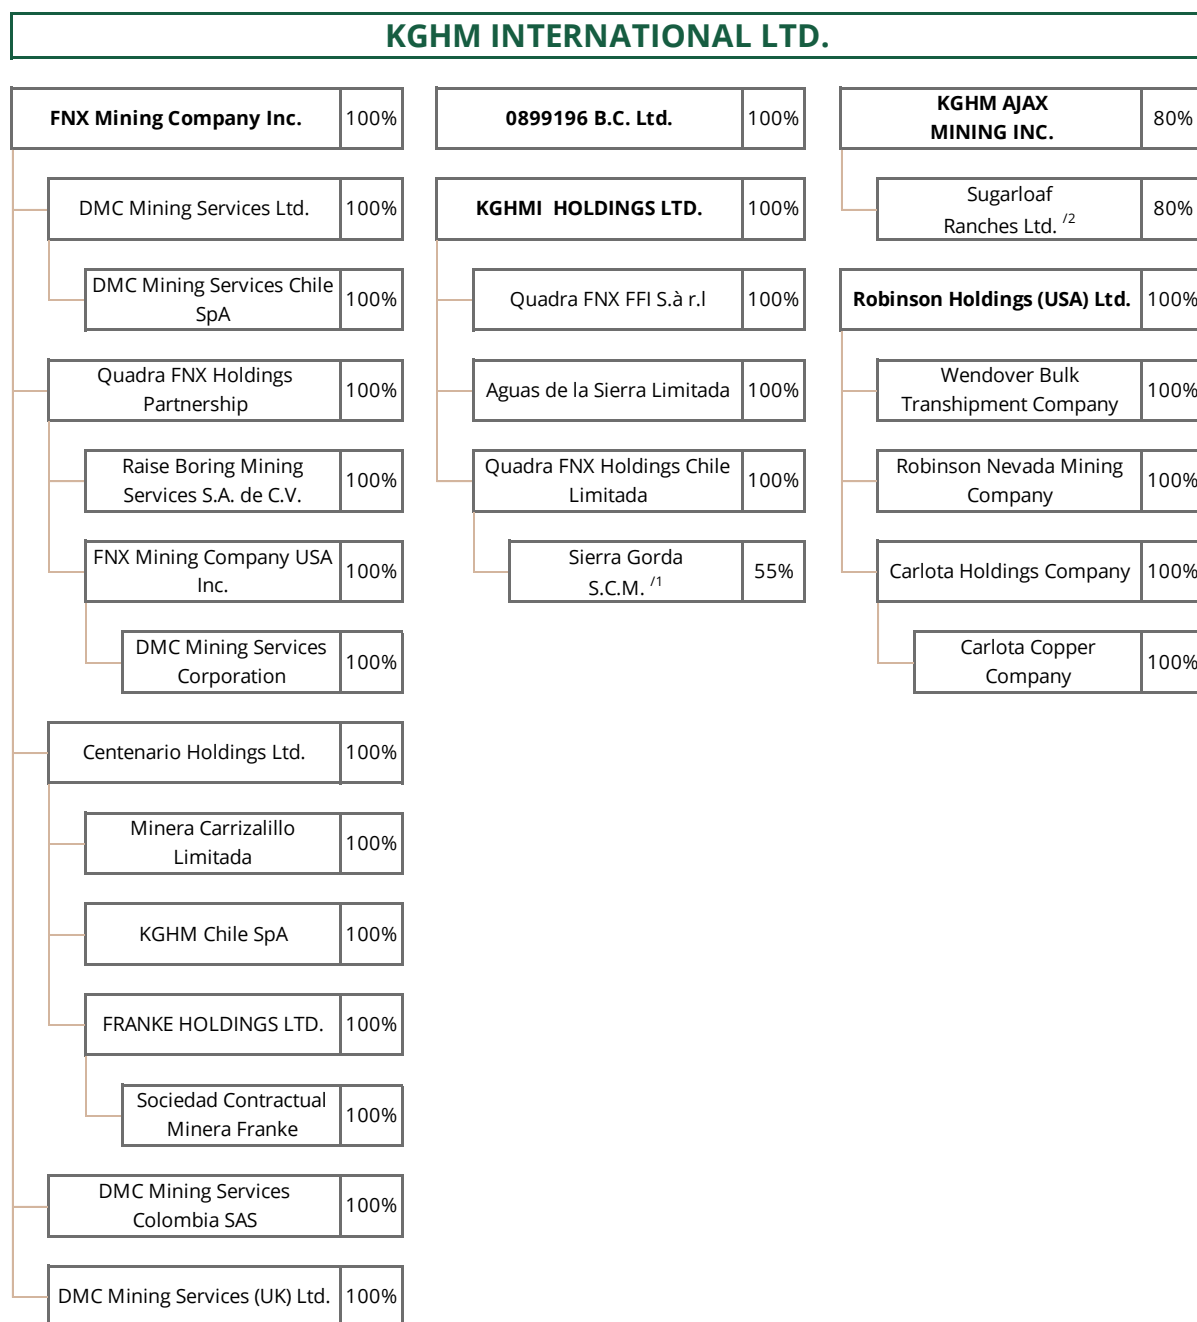 KGHM INTERNATIONAL LTD.
FNX Mining Company Inc.
100%
DMC Mining Services Ltd.
100%
DMC Mining Services Chile
SpA
100%
Quadra FNX Holdings
Partnership
100%
Raise Boring Mining
Services S.A. de C.V.
100%
FNX Mining Company USA
Inc.
100%
DMC Mining Services
Corporation
100%
Centenario Holdings Ltd.
100%
Minera Carrizalillo
Limitada
100%
KGHM Chile SpA
100%
FRANKE HOLDINGS LTD.
100%
Sociedad Contractual
Minera Franke
100%
DMC Mining Services
Colombia SAS
100%
DMC Mining Services (UK) Ltd.
100%
0899196 B.C. Ltd.
100%
KGHMI HOLDINGS LTD.
100%
Quadra FNX FFI S.à r.l
100%
Aguas de la Sierra Limitada
100%
Quadra FNX Holdings Chile
Limitada
100%
Sierra Gorda
S.C.M. /1
55%
KGHM AJAX
MINING INC.
80%
Sugarloaf
Ranches Ltd. /2
80%
Robinson Holdings (USA) Ltd.
100%
Wendover Bulk
Transhipment Company
100%
Robinson Nevada Mining
Company
100%
Carlota Holdings Company
100%
Carlota Copper
Company
100%